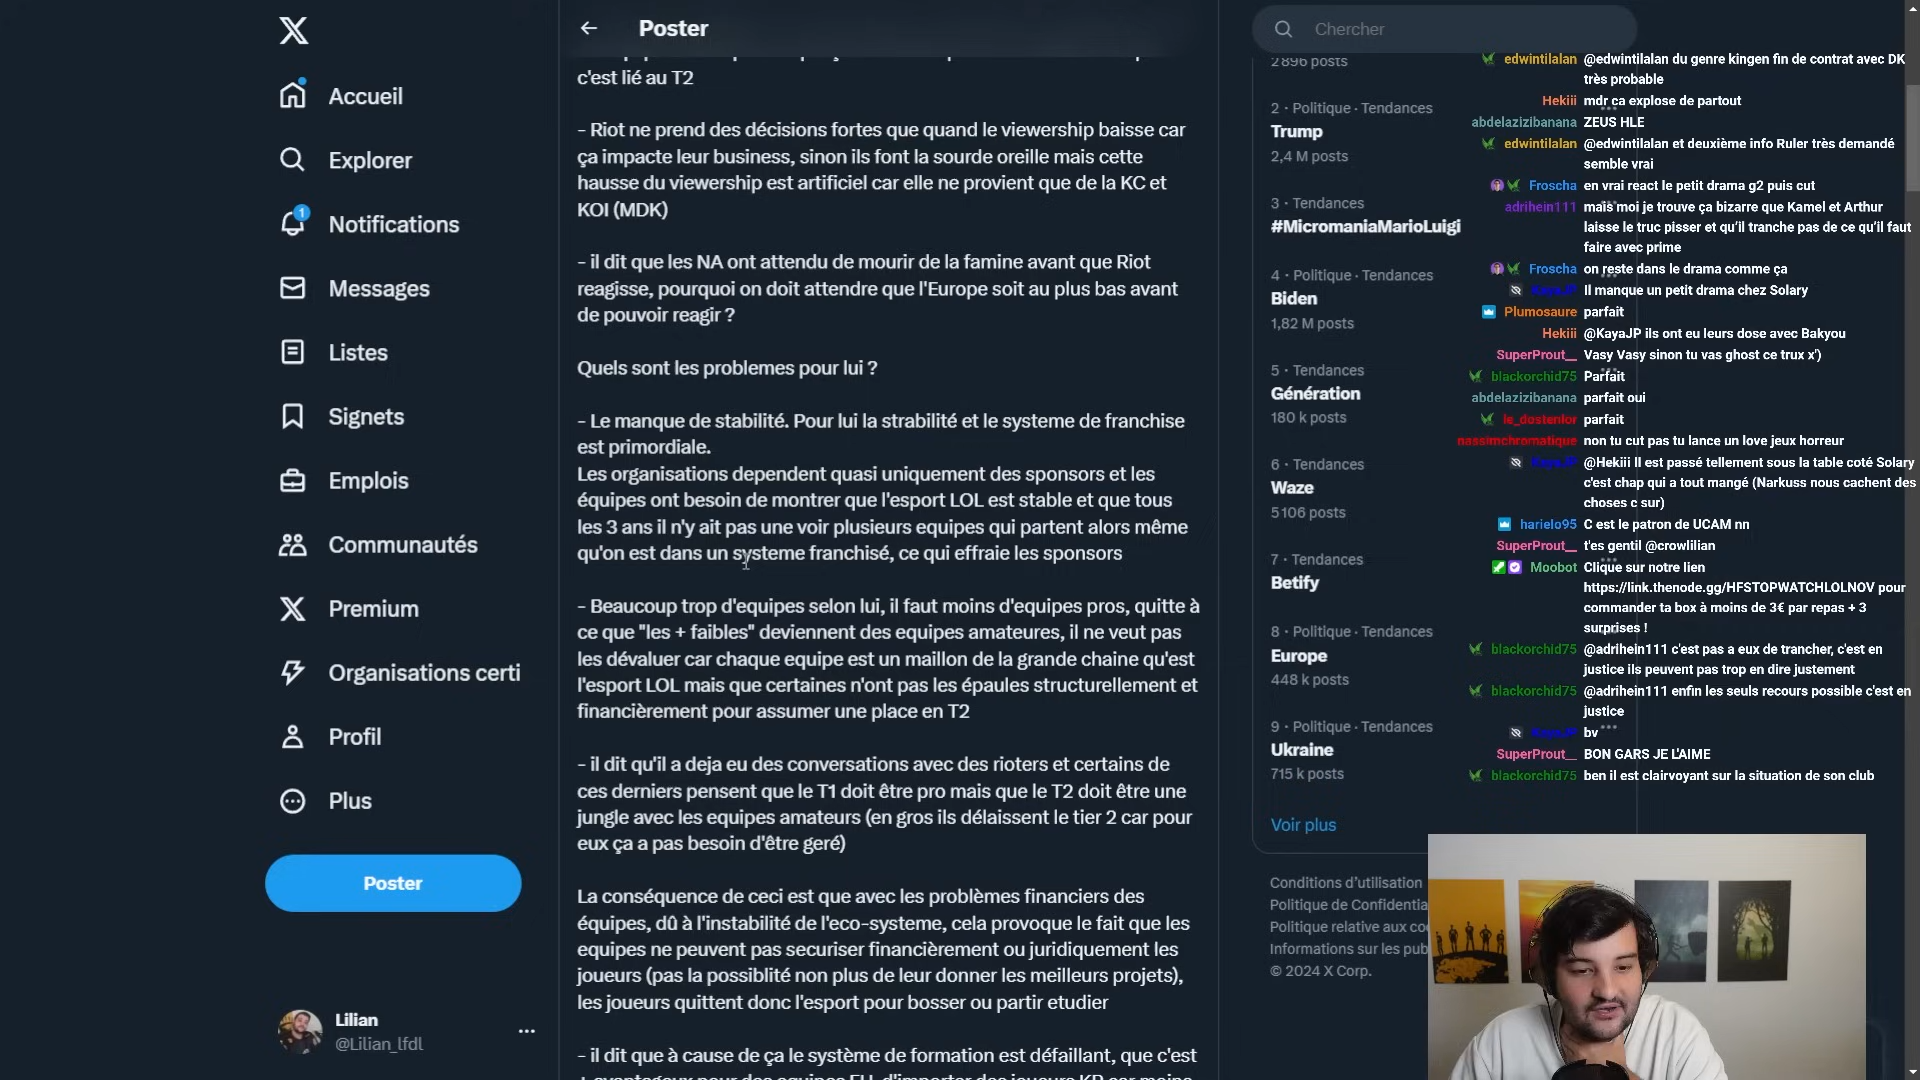 Accueil
Explorer
1
Notifications
Messages
Listes
Signets
Emplois
Communautés
Premium
Organisations certi
Profil
Plus
Poster
Lilian
@Lilian_lfdl
Poster
c'est lié au T2
- Riot ne prend des décisions fortes que quand le viewership baisse car
ça impacte leur business, sinon ils font la sourde oreille mais cette
hausse du viewership est artificiel car elle ne provient que de la KC et
KOI (MDK)
- il dit que les NA ont attendu de mourir de la famine avant que Riot
reagisse, pourquoi on doit attendre que l'Europe soit au plus bas avant
de pouvoir reagir ?
Quels sont les problemes pour lui ?
- Le manque de stabilité. Pour lui la strabilité et le systeme de franchise
est primordiale.
Les organisations dependent quasi uniquement des sponsors et les
équipes ont besoin de montrer que l'esport LOL est stable et que tous
les 3 ans il n'y ait pas une voir plusieurs equipes qui partent alors même
qu'on est dans un systeme franchisé, ce qui effraie les sponsors
- Beaucoup trop d'equipes selon lui, il faut moins d'equipes pros, quitte à
ce que "les + faibles" deviennent des equipes amateures, il ne veut pas
les dévaluer car chaque equipe est un maillon de la grande chaine qu'est
l'esport LOL mais que certaines n'ont pas les épaules structurellement et
financièrement pour assumer une place en T2
- il dit qu'il a deja eu des conversations avec des rioters et certains de
ces derniers pensent que le T1 doit être pro mais que le T2 doit être une
jungle avec les equipes amateurs (en gros ils délaissent le tier 2 car pour
eux ça a pas besoin d'être geré)
La conséquence de ceci est que avec les problèmes financiers des
équipes, dû à l'instabilité de l'eco-systeme, cela provoque le fait que les
equipes ne peuvent pas securiser financièrement ou juridiquement les
joueurs (pas la possiblité non plus de leur donner les meilleurs projets),
les joueurs quittent donc l'esport pour bosser ou partir etudier
- il dit que à cause de ça le système de formation est défaillant, que c'est
Chercher
2 896 posts
2 · Politique · Tendances
Trump
2,4 M posts
3 · Tendances
#MicromaniaMarioLuigi
4 · Politique · Tendances
Biden
1,82 M posts
5 · Tendances
Génération
180 k posts
6 · Tendances
Waze
5 106 posts
7 · Tendances
Betify
8 · Politique · Tendances
Europe
448 k posts
9 · Politique · Tendances
Ukraine
715 k posts
Voir plus
Conditions d'utilisation
Politique de Confidentia
Politique relative aux co
Informations sur les pub
© 2024 X Corp.
edwintilalan @edwintilalan du genre kingen fin de contrat avec DK
très probable
Hekiii mdr ca explose de partout
abdelazizibanana ZEUS HLE
edwintilalan @edwintilalan et deuxième info Ruler très demandé
semble vrai
Froscha en vrai react le petit drama g2 puis cut
adrihein111 mais moi je trouve ça bizarre que Kamel et Arthur
laisse le truc pisser et qu'il tranche pas de ce qu'il faut
faire avec prime
Froscha on reste dans le drama comme ça
KayaJP Il manque un petit drama chez Solary
Plumosaure parfait
Hekiii @KayaJP ils ont eu leurs dose avec Bakyou
SuperProut__ Vasy Vasy sinon tu vas ghost ce trux x')
blackorchid75 Parfait
abdelazizibanana parfait oui
le_dostenlor parfait
nassimchromatique non tu cut pas tu lance un love jeux horreur
KayaJP @Hekiii Il est passé tellement sous la table coté Solary
c'est chap qui a tout mangé (Narkuss nous cachent des
choses c sur)
harielo95 C est le patron de UCAM nn
SuperProut__ t'es gentil @crowlilian
Moobot Clique sur notre lien
https://link.thenode.gg/HFSTOPWATCHLOLNOV pour
commander ta box à moins de 3€ par repas + 3
surprises !
blackorchid75 @adrihein111 c'est pas a eux de trancher, c'est en
justice ils peuvent pas trop en dire justement
blackorchid75 @adrihein111 enfin les seuls recours possible c'est en
justice
KayaJP bv
SuperProut__ BON GARS JE L'AIME
blackorchid75 ben il est clairvoyant sur la situation de son club